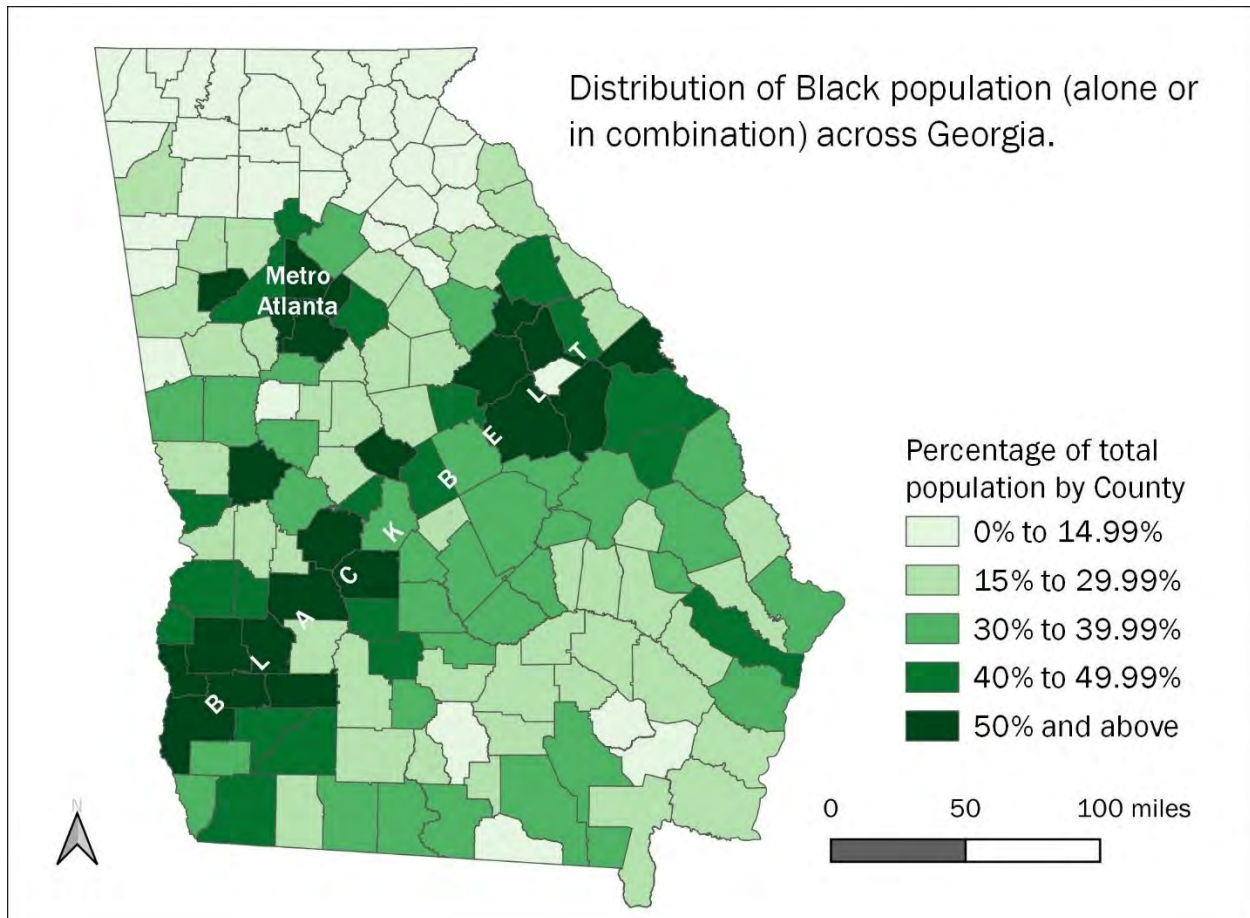 Distribution of Black population (alone or
in combination) across Georgia.
Metro
Atlanta
BLACK BELT
Percentage of total
population by County
0% to 14.99%
15% to 29.99%
30% to 39.99%
40% to 49.99%
50% and above
N
0 50 100 miles